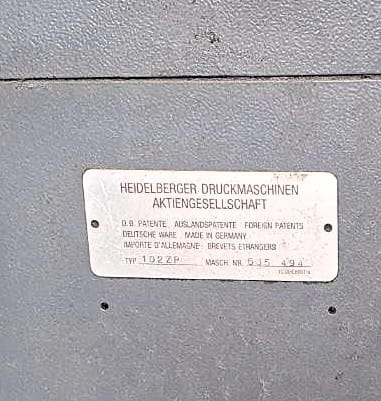 HEIDELBERGER DRUCKMASCHINEN
AKTIENGESELLSCHAFT
D.B. PATENTE, AUSLANDSPATENTE FOREIGN PATENTS
DEUTSCHE WARE MADE IN GERMANY
IMPORTE D'ALLEMAGNE BREVETS ETRANGERS
TYP 102ZP MASCH. NR. 494